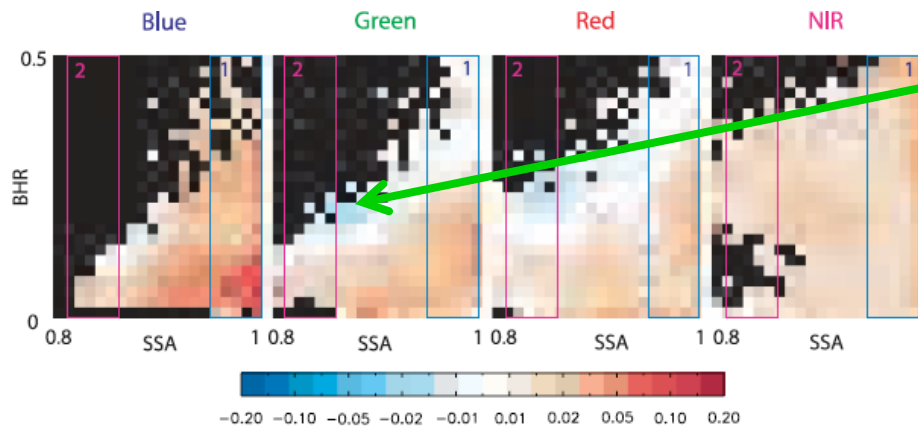 Blue Green Red NIR
0.5 2 1 2 1 2 1 2 1
BHR
0
0.8 SSA 1 0.8 SSA 1 0.8 SSA 1 0.8 SSA
-0.20 -0.10 -0.05 -0.02 -0.01 0.01 0.02 0.05 0.10 0.20